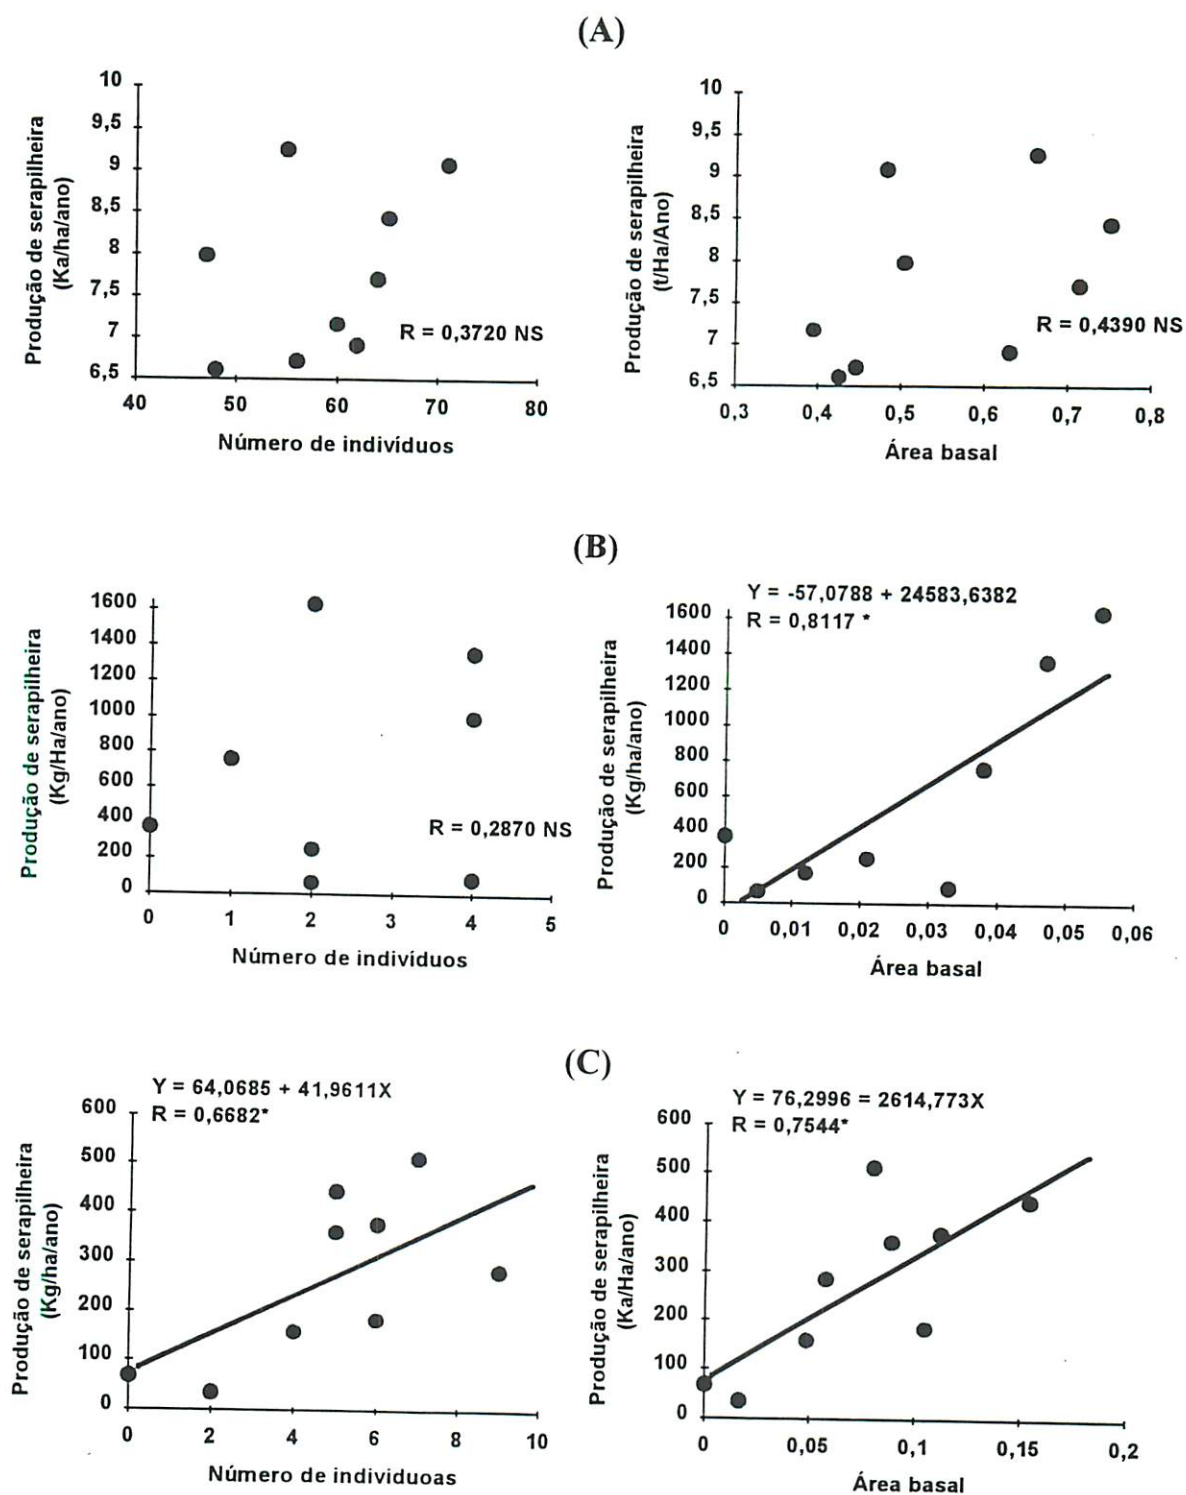 (A)
Produção de serapilheira
(Ka/ha/ano)
10
9,5
9
8,5
8
7,5
7
6,5
R = 0,3720 NS
40 50 60 70 80
Número de indivíduos
Produção de serapilheira
(t/Ha/Ano)
10
9,5
9
8,5
8
7,5
7
6,5
R = 0,4390 NS
0,3 0,4 0,5 0,6 0,7 0,8
Área basal
(B)
Produção de serapilheira
(Kg/Ha/ano)
1600
1400
1200
1000
800
600
400
200
0
R = 0,2870 NS
0 1 2 3 4 5
Número de indivíduos
Y = -57,0788 + 24583,6382
R = 0,8117 *
Produção de serapilheira
(Kg/ha/ano)
1600
1400
1200
1000
800
600
400
200
0
0 0,01 0,02 0,03 0,04 0,05 0,06
Área basal
(C)
Y = 64,0685 + 41,9611X
R = 0,6682*
Produção de serapilheira
(Kg/ha/ano)
600
500
400
300
200
100
0
0 2 4 6 8 10
Número de individuoas
Y = 76,2996 = 2614,773X
R = 0,7544*
Produção de serapilheira
(Ka/Ha/ano)
600
500
400
300
200
100
0
0 0,05 0,1 0,15 0,2
Área basal